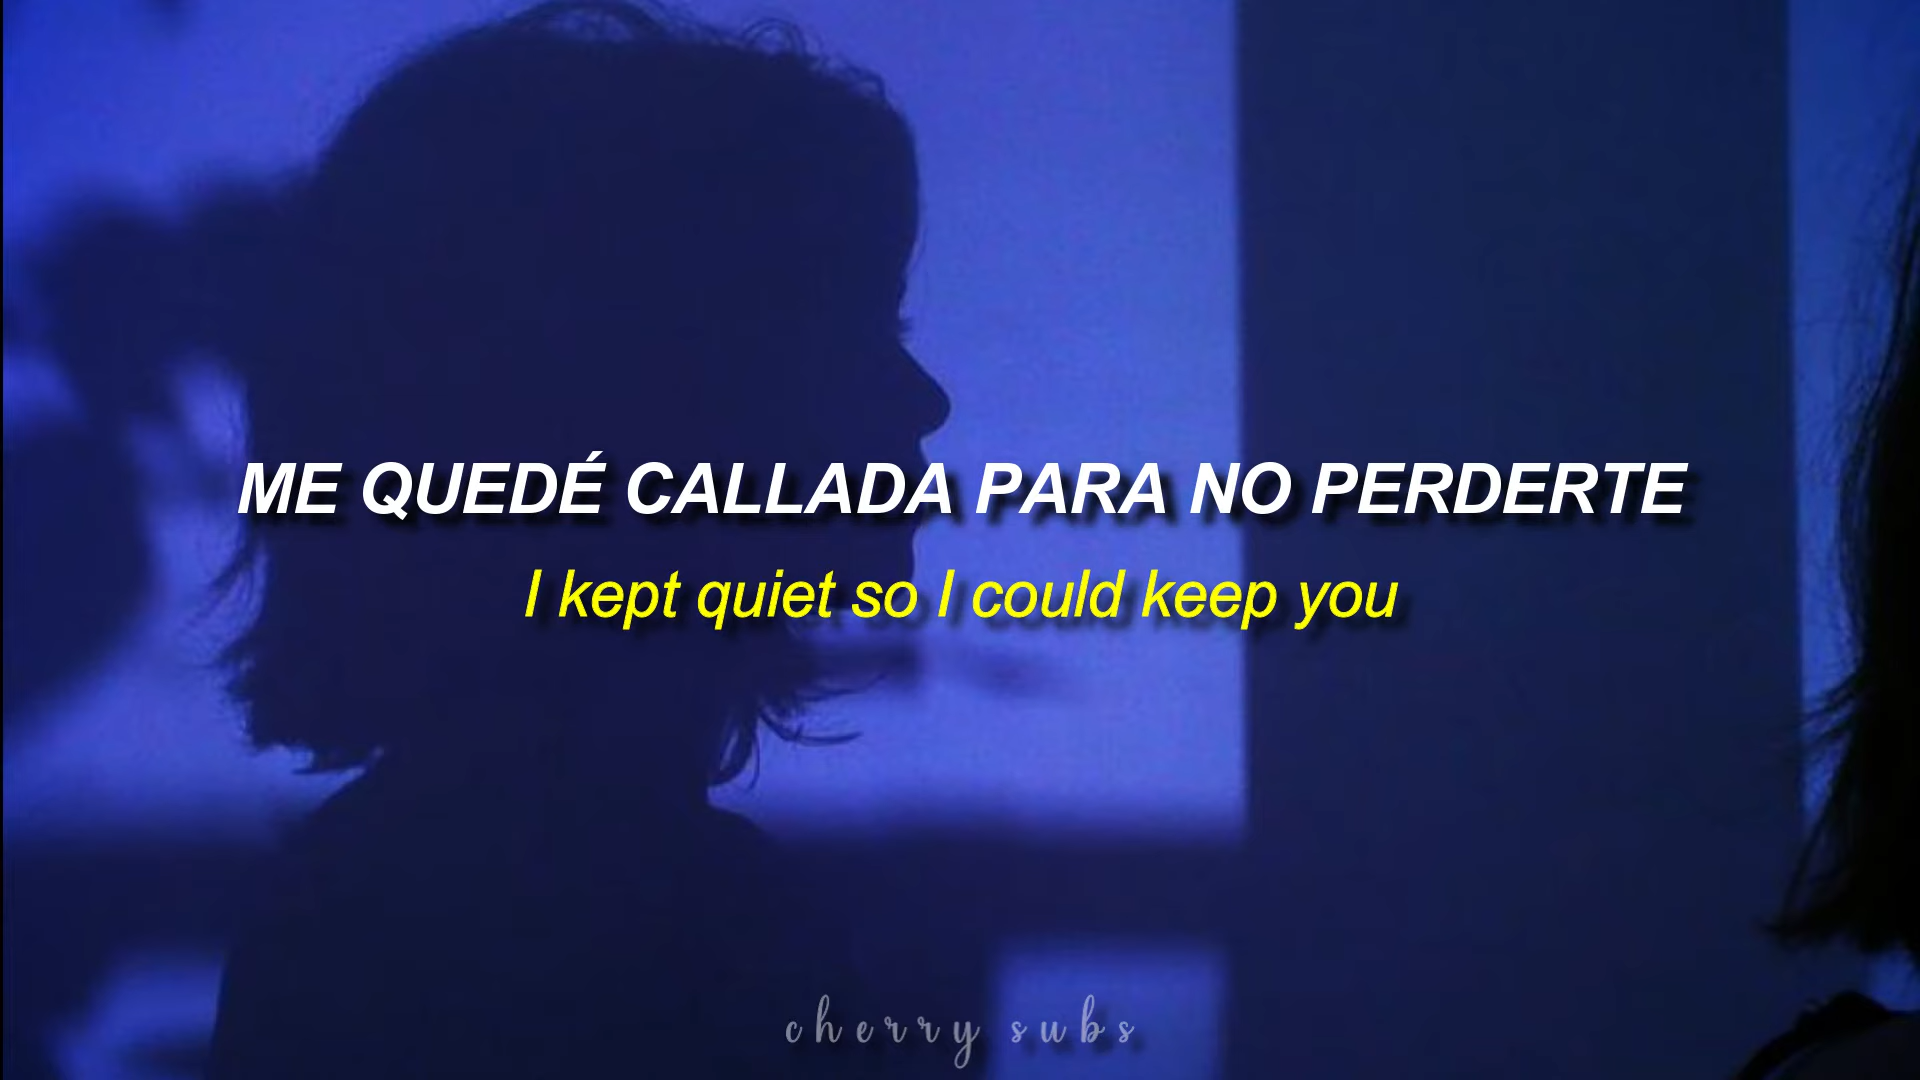 ME QUEDÉ CALLADA PARA NO PERDERTE
I kept quiet so I could keep you
cherry subs